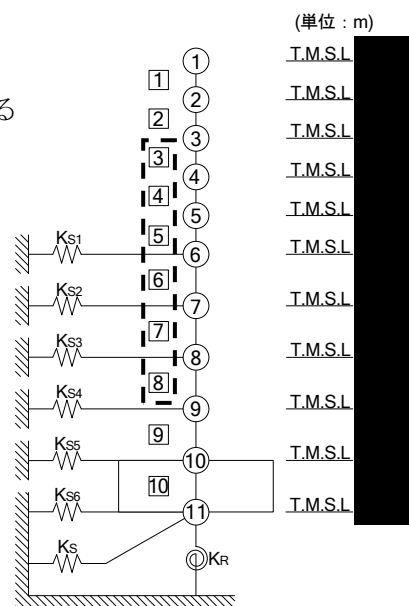 (単位：m)
① T.M.S.L
1
② T.M.S.L
る
2
③ T.M.S.L
3
④ T.M.S.L
4
⑤ T.M.S.L
5
KS1 ⑥ T.M.S.L
6
KS2 ⑦ T.M.S.L
7
KS3 ⑧ T.M.S.L
8
KS4 ⑨ T.M.S.L
9
KS5 ⑩ T.M.S.L
10
KS6 ⑪ T.M.S.L
KS KR